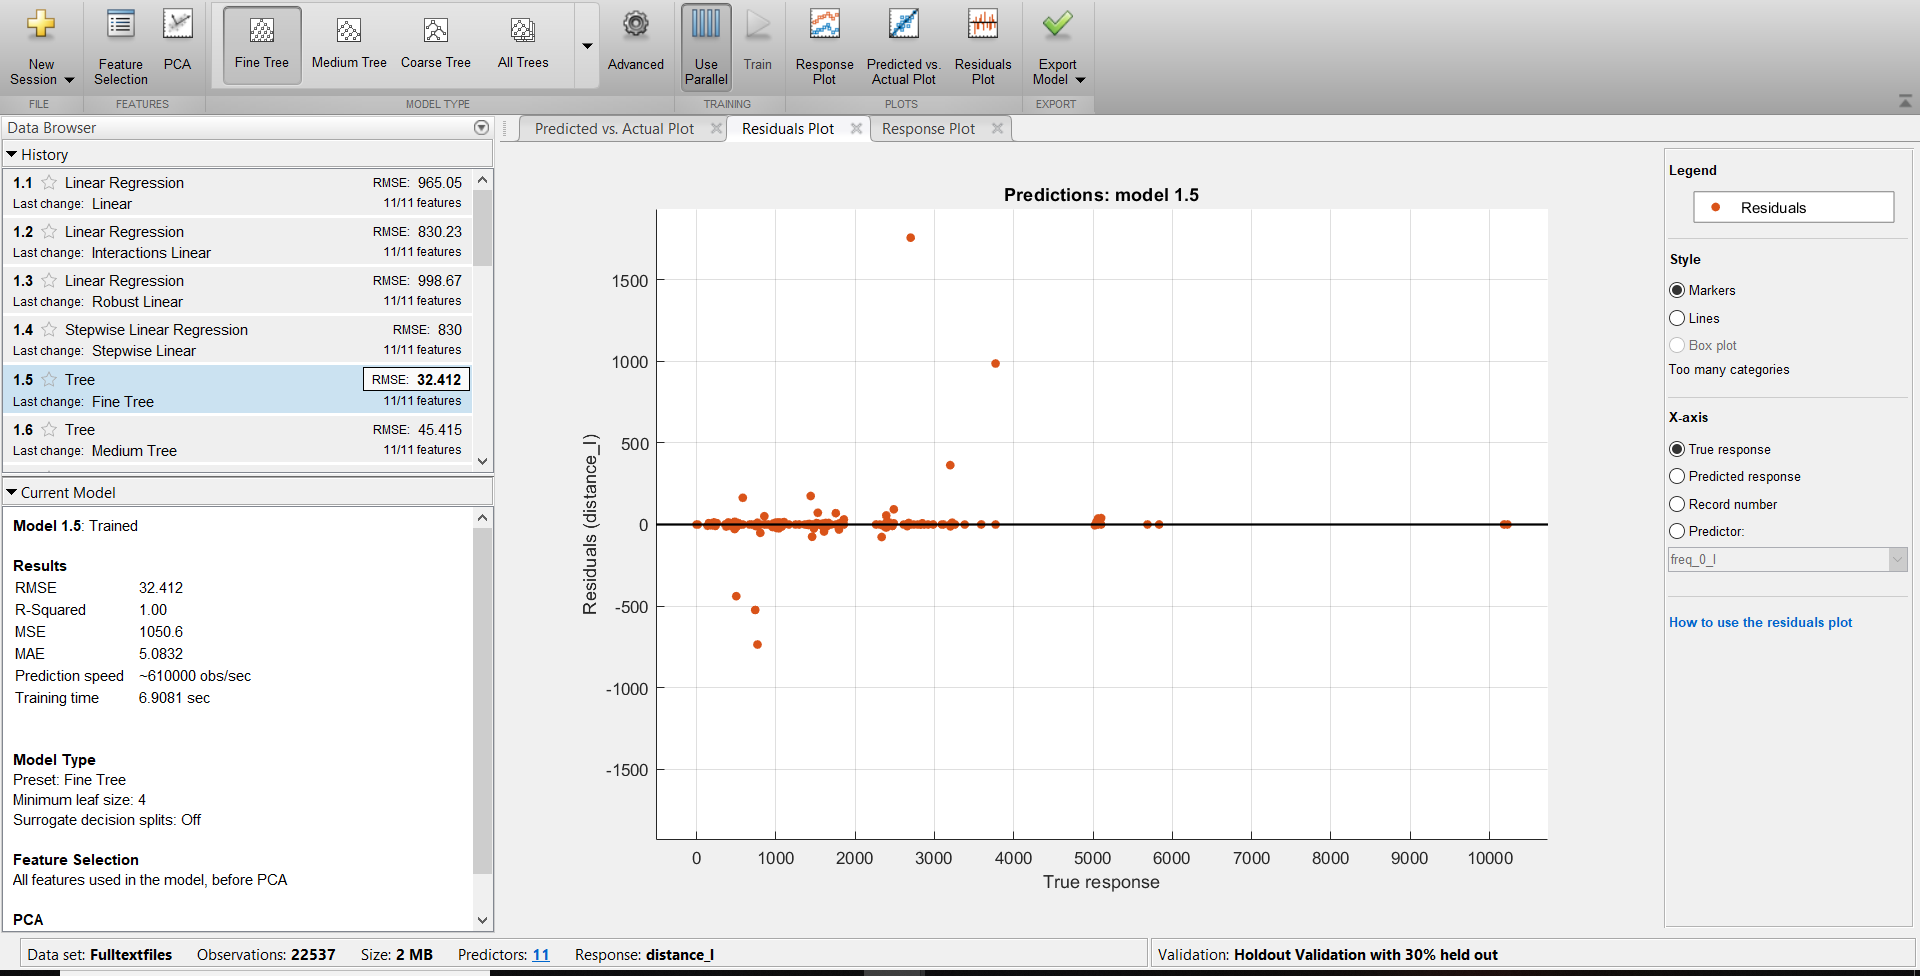 New
Session
Feature
Selection
PCA
Fine Tree
Medium Tree
Coarse Tree
All Trees
Advanced
Use
Parallel
Train
Response
Plot
Predicted vs.
Actual Plot
Residuals
Plot
Export
Model
FILE
FEATURES
MODEL TYPE
TRAINING
PLOTS
EXPORT
Data Browser
History
1.1 Linear Regression RMSE: 965.05
Last change: Linear 11/11 features
1.2 Linear Regression RMSE: 830.23
Last change: Interactions Linear 11/11 features
1.3 Linear Regression RMSE: 998.67
Last change: Robust Linear 11/11 features
1.4 Stepwise Linear Regression RMSE: 830
Last change: Stepwise Linear 11/11 features
1.5 Tree RMSE: 32.412
Last change: Fine Tree 11/11 features
1.6 Tree RMSE: 45.415
Last change: Medium Tree 11/11 features
Current Model
Model 1.5: Trained
Results
RMSE 32.412
R-Squared 1.00
MSE 1050.6
MAE 5.0832
Prediction speed ~610000 obs/sec
Training time 6.9081 sec
Model Type
Preset: Fine Tree
Minimum leaf size: 4
Surrogate decision splits: Off
Feature Selection
All features used in the model, before PCA
PCA
Predicted vs. Actual Plot
Residuals Plot
Response Plot
Predictions: model 1.5
1500
1000
500
0
-500
-1000
-1500
Residuals (distance_l)
0 1000 2000 3000 4000 5000 6000 7000 8000 9000 10000
True response
Legend
Residuals
Style
Markers
Lines
Box plot
Too many categories
X-axis
True response
Predicted response
Record number
Predictor:
freq_0_l
How to use the residuals plot
Data set: Fulltextfiles Observations: 22537 Size: 2 MB Predictors: 11 Response: distance_l
Validation: Holdout Validation with 30% held out